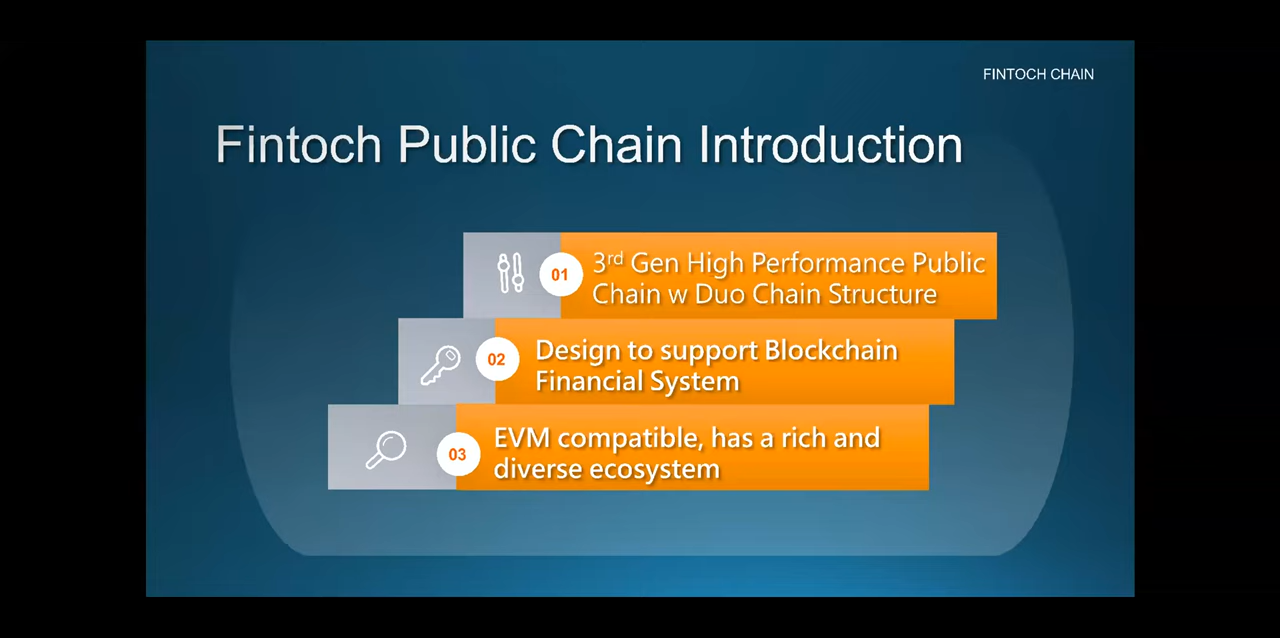 FINTOCH CHAIN
Fintoch Public Chain Introduction
01
3rd Gen High Performance Public
Chain w Duo Chain Structure
02
Design to support Blockchain
Financial System
03
EVM compatible, has a rich and
diverse ecosystem